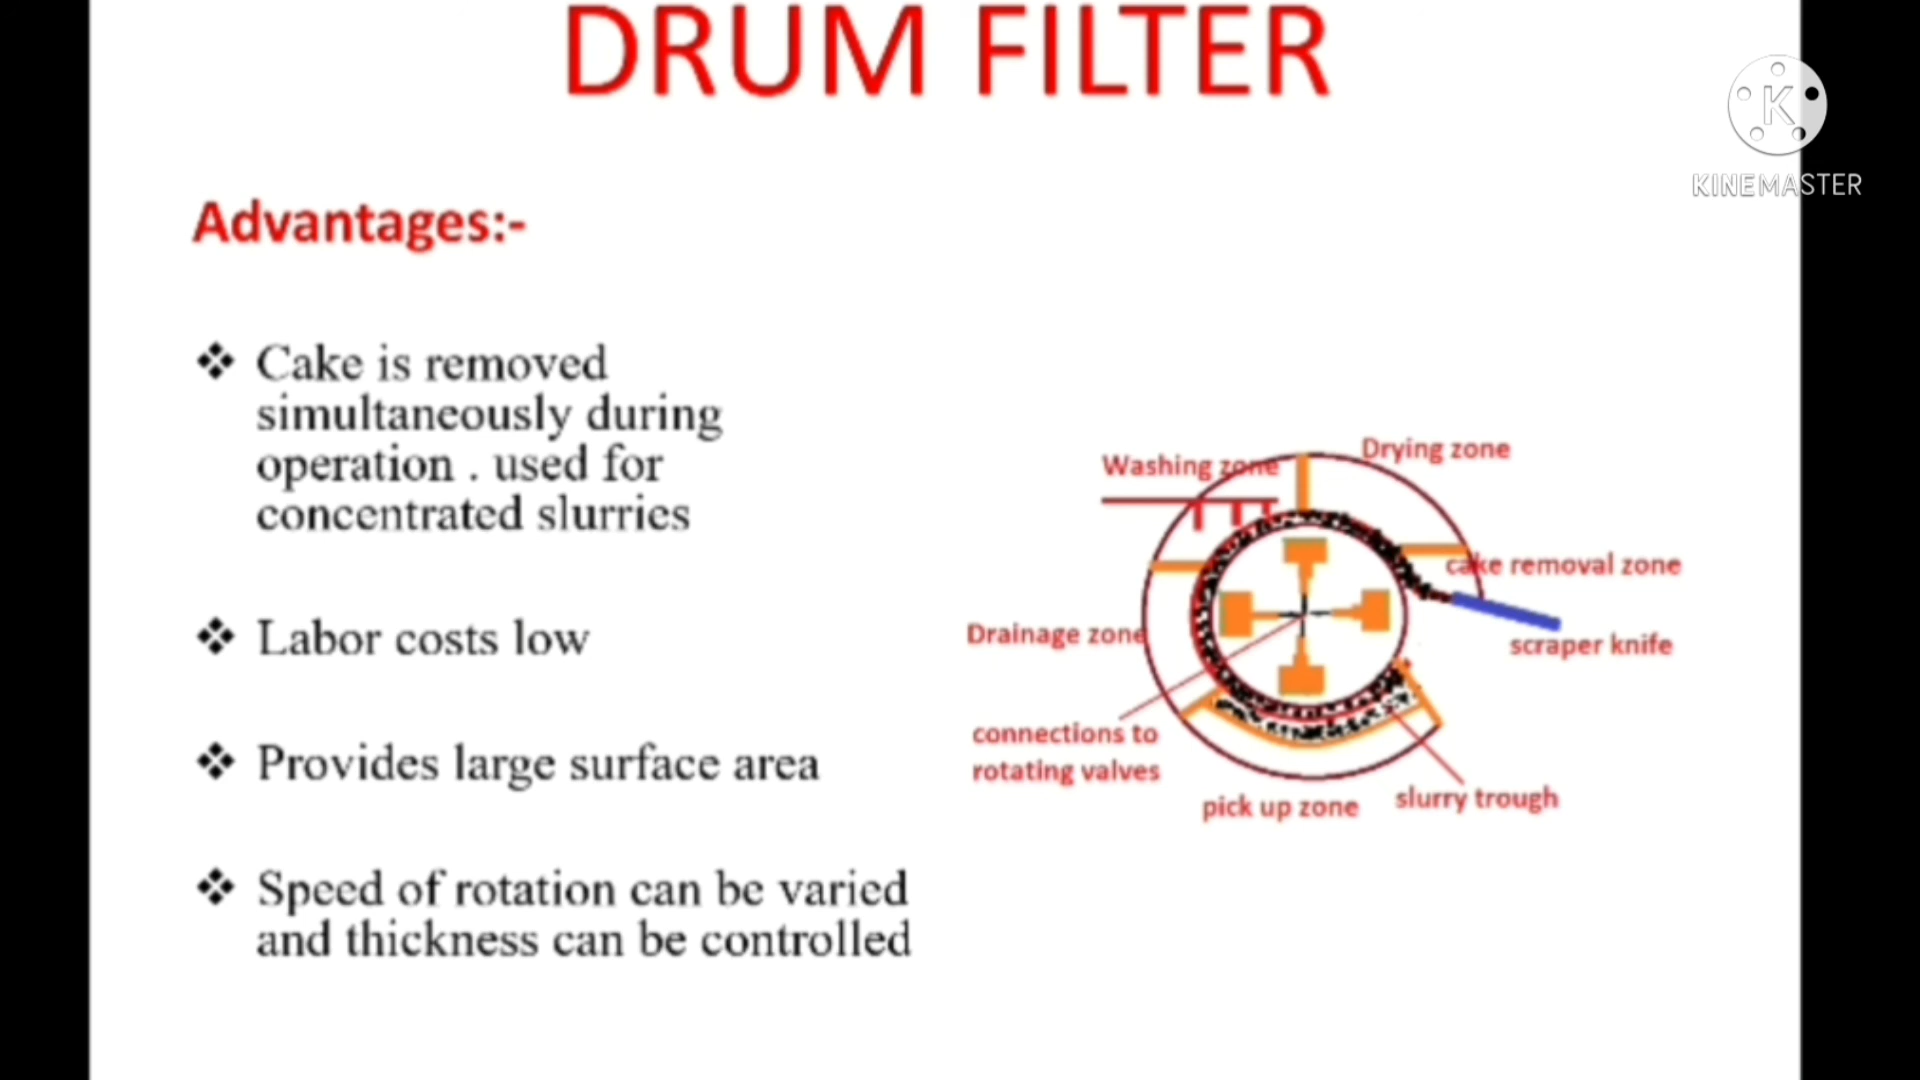 DRUM FILTER
K
KINEMASTER
Advantages:-
❖ Cake is removed
simultaneously during
operation . used for
concentrated slurries
❖ Labor costs low
❖ Provides large surface area
❖ Speed of rotation can be varied
and thickness can be controlled
Washing zone
Drying zone
cake removal zone
scraper knife
Drainage zone
connections to
rotating valves
pick up zone
slurry trough